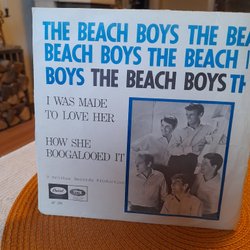 THE BEACH BOYS THE BEA
BEACH BOYS THE BEACH
BOYS THE BEACH BOYS TH
I WAS MADE
TO LOVE HER
HOW SHE
BOOGALOOED IT
Capitol